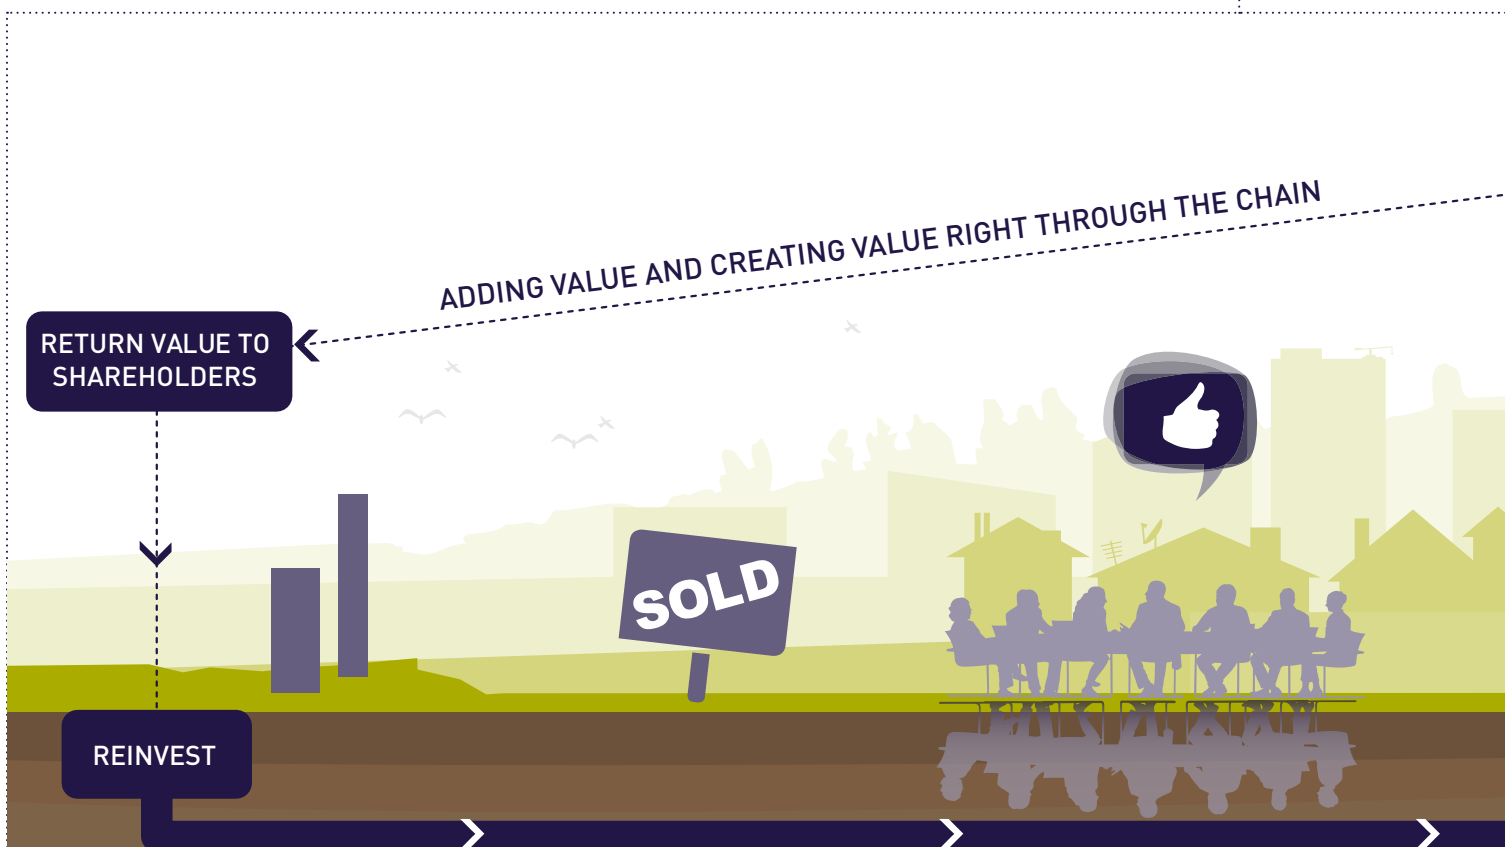 ADDING VALUE AND CREATING VALUE RIGHT THROUGH THE CHAIN
RETURN VALUE TO
SHAREHOLDERS
SOLD
REINVEST